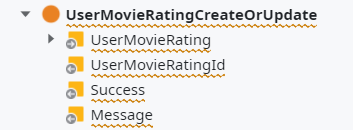 UserMovieRatingCreateOrUpdate
UserMovieRating
UserMovieRatingId
Success
Message